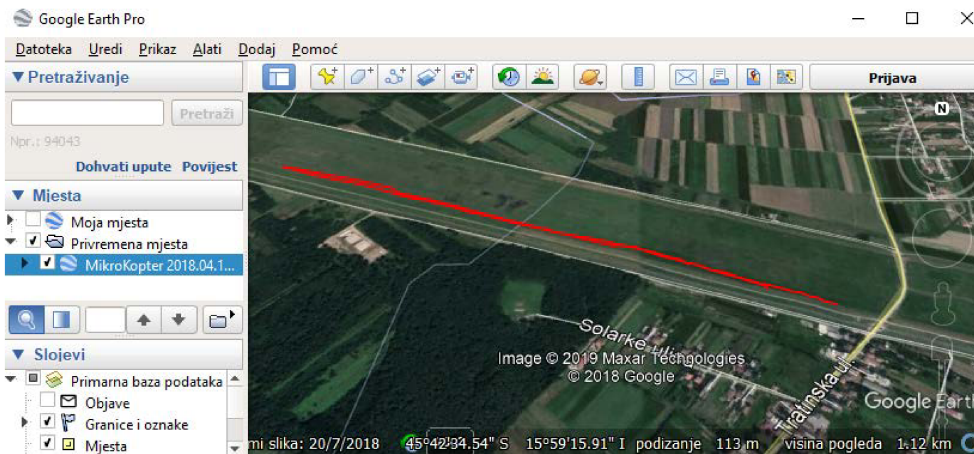 Google Earth Pro
Datoteka Uredi Prikaz Alati Dodaj Pomoć
Pretraživanje
Prijava
Pretraži
Npr.: 94043
Dohvati upute Povijest
Mjesta
Moja mjesta
Privremena mjesta
MikroKopter 2018.04.1...
Slojevi
Primarna baza podataka
Objave
Granice i oznake
Mjesta
N
Solarke
Tratinska ul
Image © 2019 Maxar Technologies
© 2018 Google
Google Earth
mi slika: 20/7/2018 45°42'34.54" S 15°59'15.91" I podizanje 113 m visina pogleda 1.12 km